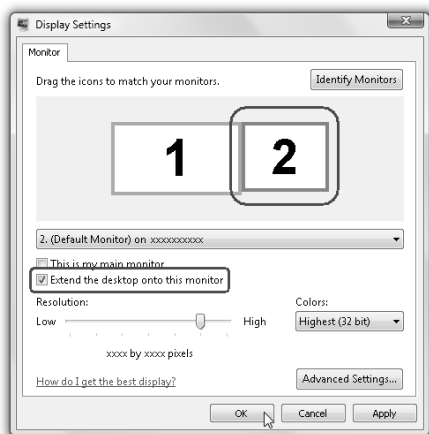 Display Settings
Monitor
Drag the icons to match your monitors.
Identify Monitors
1
2
2. (Default Monitor) on xxxxxxxxxx
This is my main monitor
Extend the desktop onto this monitor
Resolution:
Colors:
Low
High
Highest (32 bit)
xxxx by xxxx pixels
How do I get the best display?
Advanced Settings...
OK
Cancel
Apply